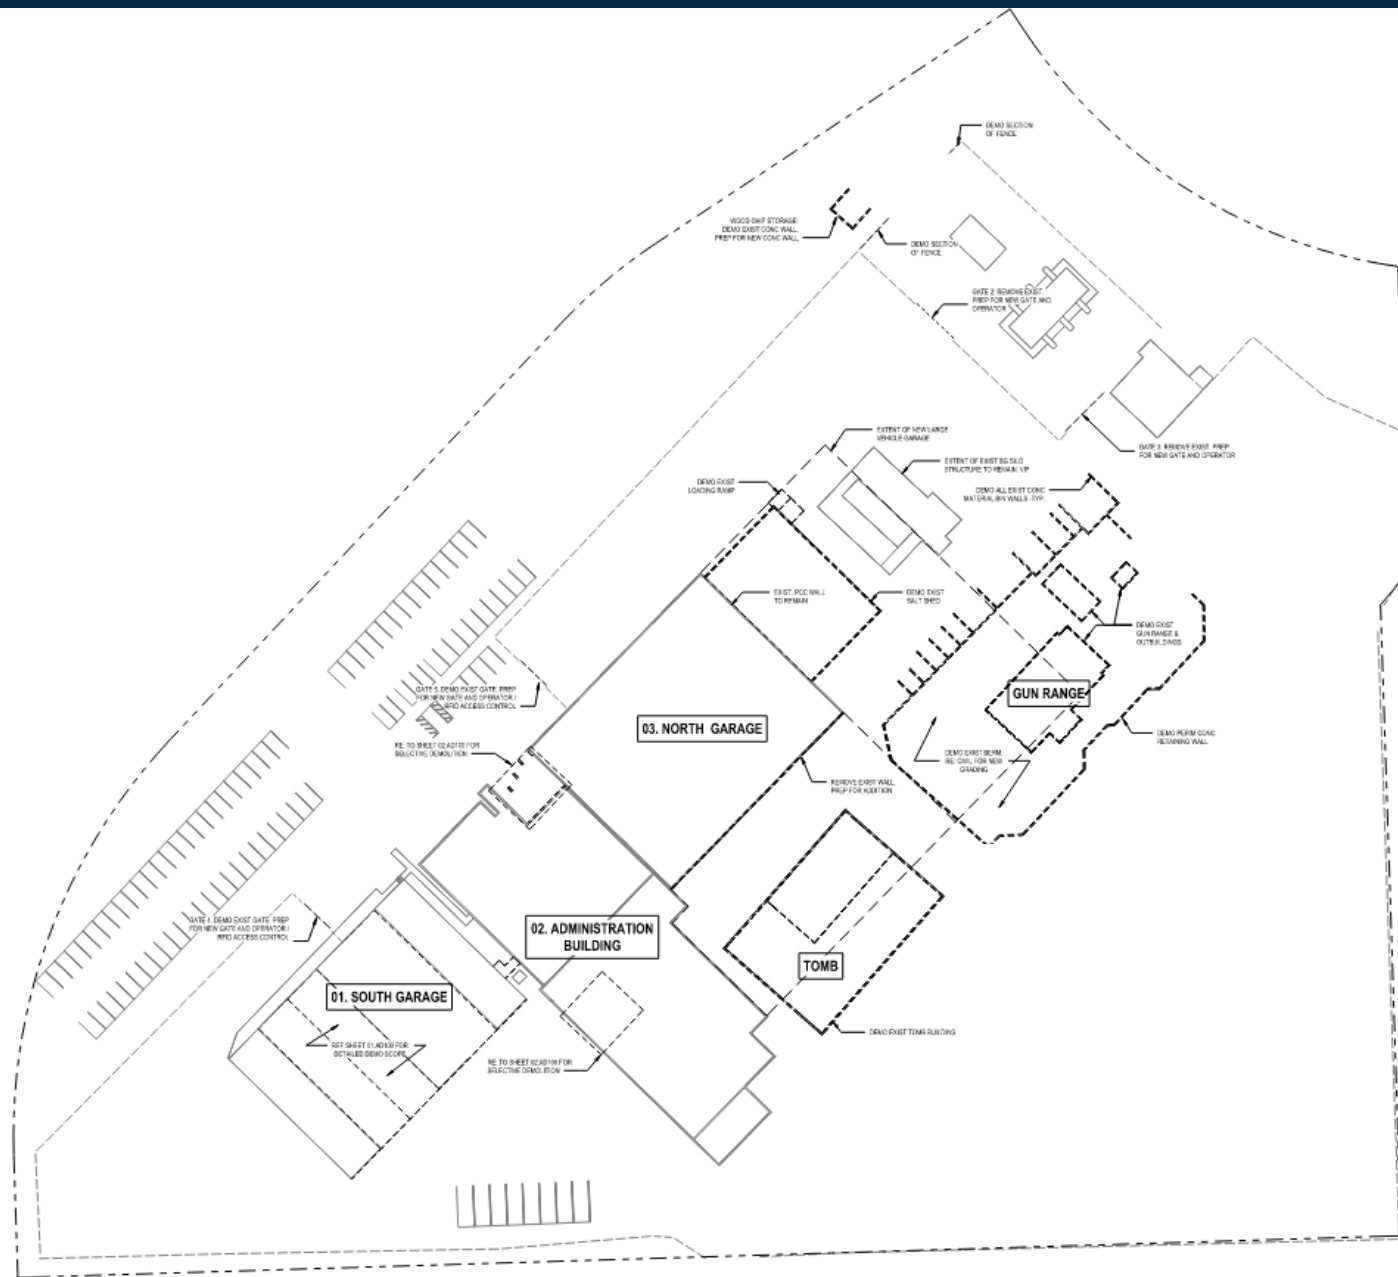 DEMO SECTION
OF FENCE
WOOD CHIP STORAGE:
DEMO EXIST CONC WALL.
PREP FOR NEW CONC WALL
DEMO SECTION
OF FENCE
GATE 2: REMOVE EXIST.
PREP FOR NEW GATE AND
OPERATOR
EXTENT OF NEW LARGE
VEHICLE GARAGE
GATE 3: REMOVE EXIST. PREP
FOR NEW GATE AND OPERATOR
EXTENT OF EXIST SILO
STRUCTURE TO REMAIN, VIF
DEMO EXIST
LOADING RAMP
DEMO ALL EXIST CONC
MATERIAL BIN WALLS -TYP.
EXIST. PCC WALL
TO REMAIN
DEMO EXIST
SALT SHED
DEMO EXIST
GUN RANGE &
OUTBUILDINGS
GATE 5: DEMO EXIST GATE. PREP
FOR NEW GATE AND OPERATOR /
RFID ACCESS CONTROL
GUN RANGE
03. NORTH GARAGE
DEMO PERIM CONC
RETAINING WALL
RE: TO SHEET 02.AD100 FOR
SELECTIVE DEMOLITION
DEMO EXIST BERM.
RE: CIVIL FOR NEW
GRADING
REMOVE EXIST WALL
PREP FOR ADDITION
GATE 4: DEMO EXIST GATE. PREP
FOR NEW GATE AND OPERATOR /
RFID ACCESS CONTROL
02. ADMINISTRATION
BUILDING
TOMB
01. SOUTH GARAGE
DEMO EXIST TOMB BUILDING
REF SHEET 01.AD100 FOR
DETAILED DEMO SCOPE
RE: TO SHEET 02.AD100 FOR
SELECTIVE DEMOLITION